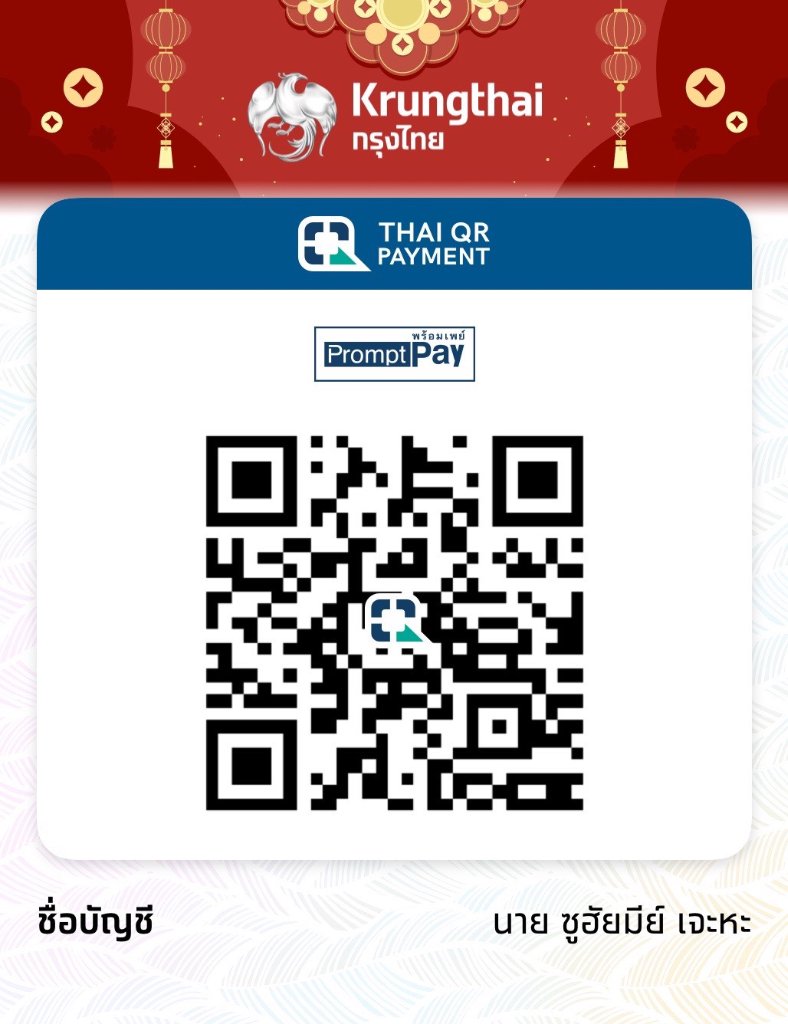 Krungthai
กรุงไทย
THAI QR
PAYMENT
พร้อมเพย์
PromptPay
ชื่อบัญชี นาย ซูฮัยมีย์ เจะหะ